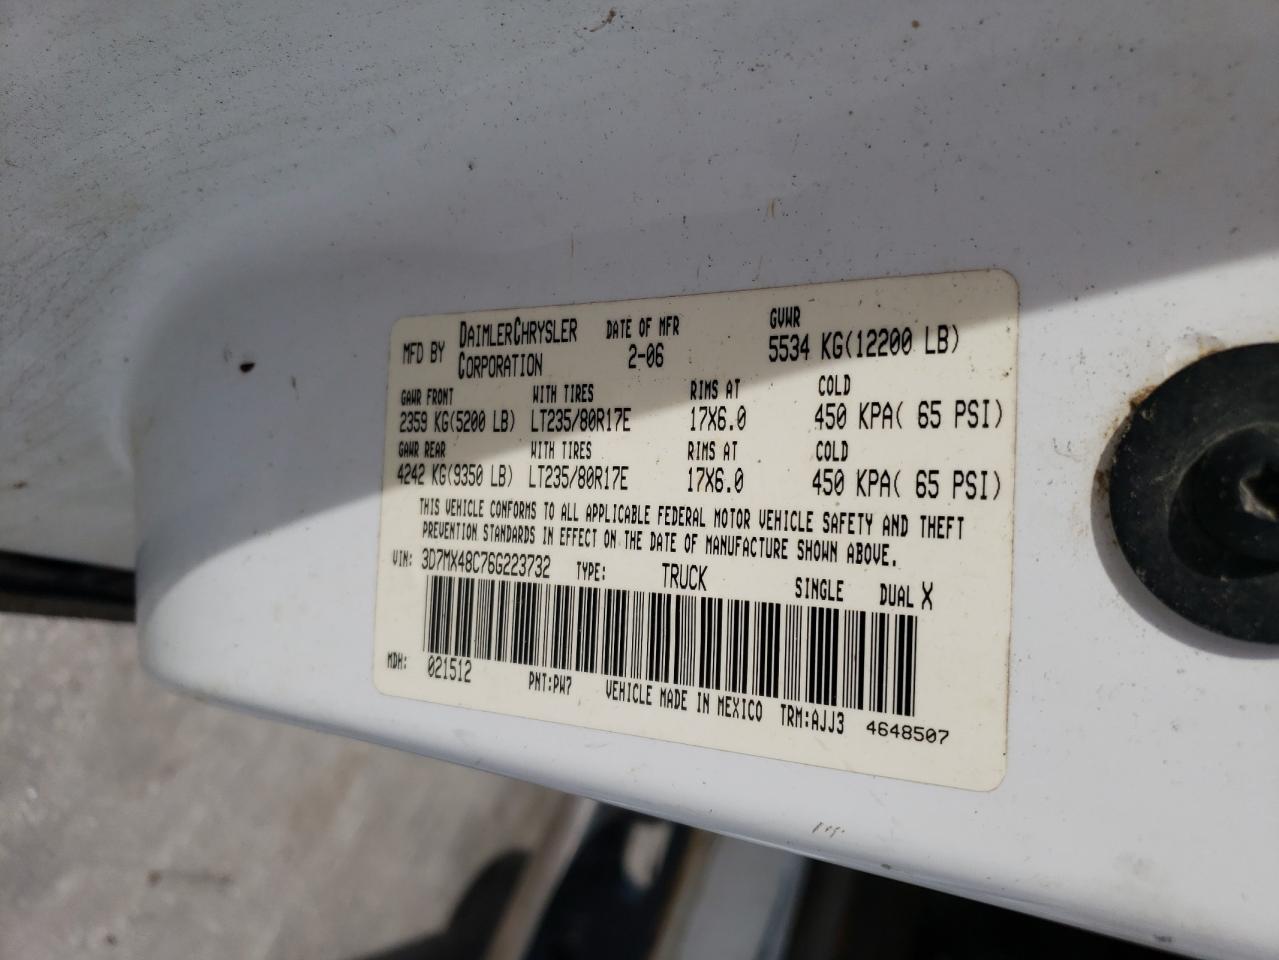 MFD BY DAIMLERCHRYSLER CORPORATION DATE OF MFR 2-06 GVWR 5534 KG(12200 LB)
GAWR FRONT WITH TIRES RIMS AT COLD
2359 KG(5200 LB) LT235/80R17E 17X6.0 450 KPA( 65 PSI)
GAWR REAR WITH TIRES RIMS AT COLD
4242 KG(9350 LB) LT235/80R17E 17X6.0 450 KPA( 65 PSI)
THIS VEHICLE CONFORMS TO ALL APPLICABLE FEDERAL MOTOR VEHICLE SAFETY AND THEFT
PREVENTION STANDARDS IN EFFECT ON THE DATE OF MANUFACTURE SHOWN ABOVE.
VIN: 3D7MX48C76G223732 TYPE: TRUCK SINGLE DUAL X
MDH: 021512 PNT:PW7 VEHICLE MADE IN MEXICO TRM:AJJ3 4648507